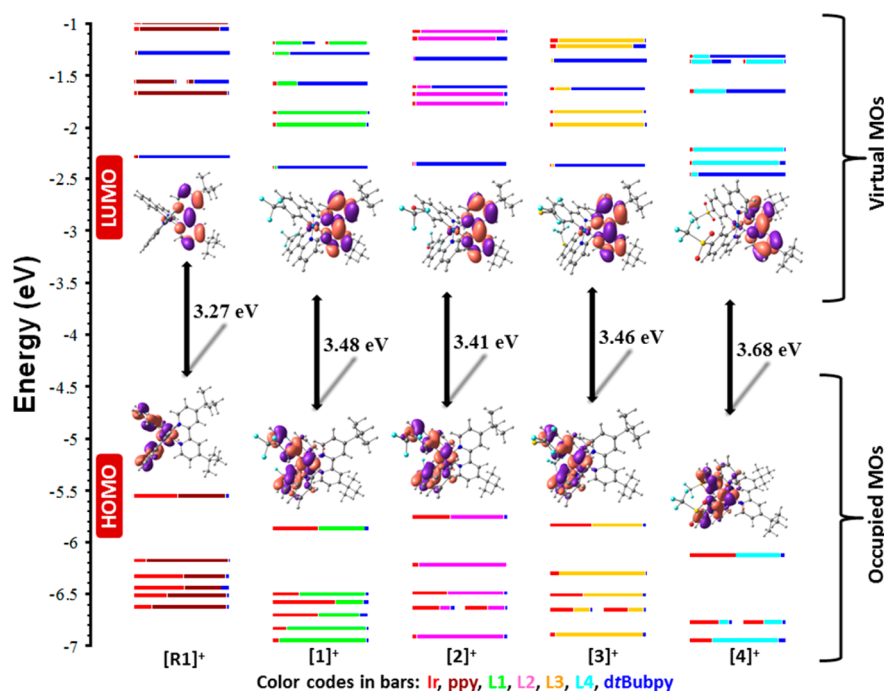 Energy (eV)
-1
-1.5
-2
-2.5
-3
-3.5
-4
-4.5
-5
-5.5
-6
-6.5
-7
LUMO
HOMO
3.27 eV
3.48 eV
3.41 eV
3.46 eV
3.68 eV
Virtual MOs
Occupied MOs
[R1]⁺
[1]⁺
[2]⁺
[3]⁺
[4]⁺
Color codes in bars: Ir, ppy, L1, L2, L3, L4, dtBubpy